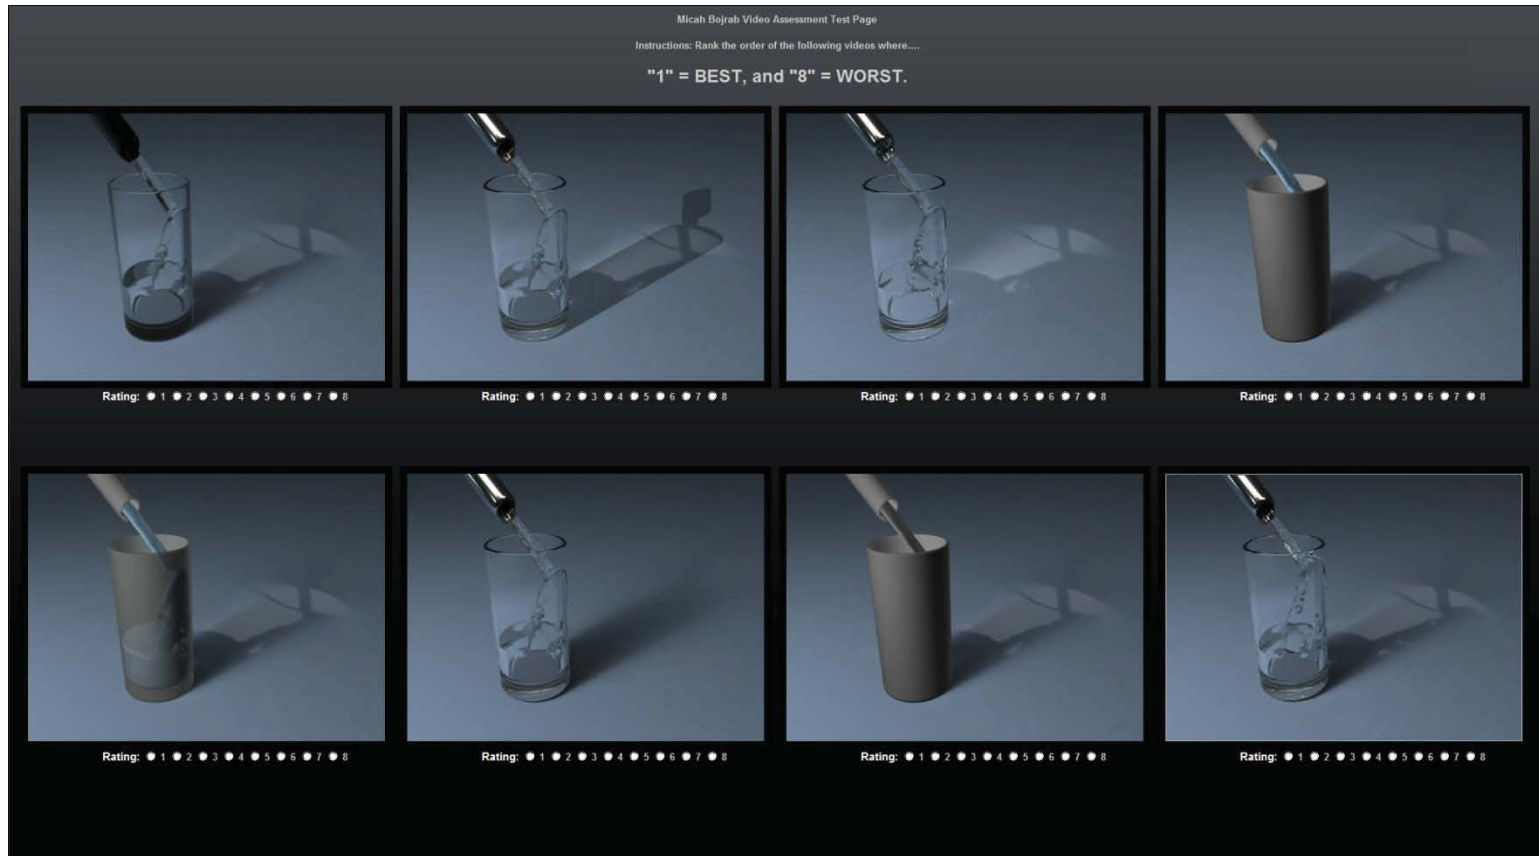 Micah Bojrab Video Assessment Test Page
Instructions: Rank the order of the following videos where....
"1" = BEST, and "8" = WORST.
Rating: 1 2 3 4 5 6 7 8
Rating: 1 2 3 4 5 6 7 8
Rating: 1 2 3 4 5 6 7 8
Rating: 1 2 3 4 5 6 7 8
Rating: 1 2 3 4 5 6 7 8
Rating: 1 2 3 4 5 6 7 8
Rating: 1 2 3 4 5 6 7 8
Rating: 1 2 3 4 5 6 7 8